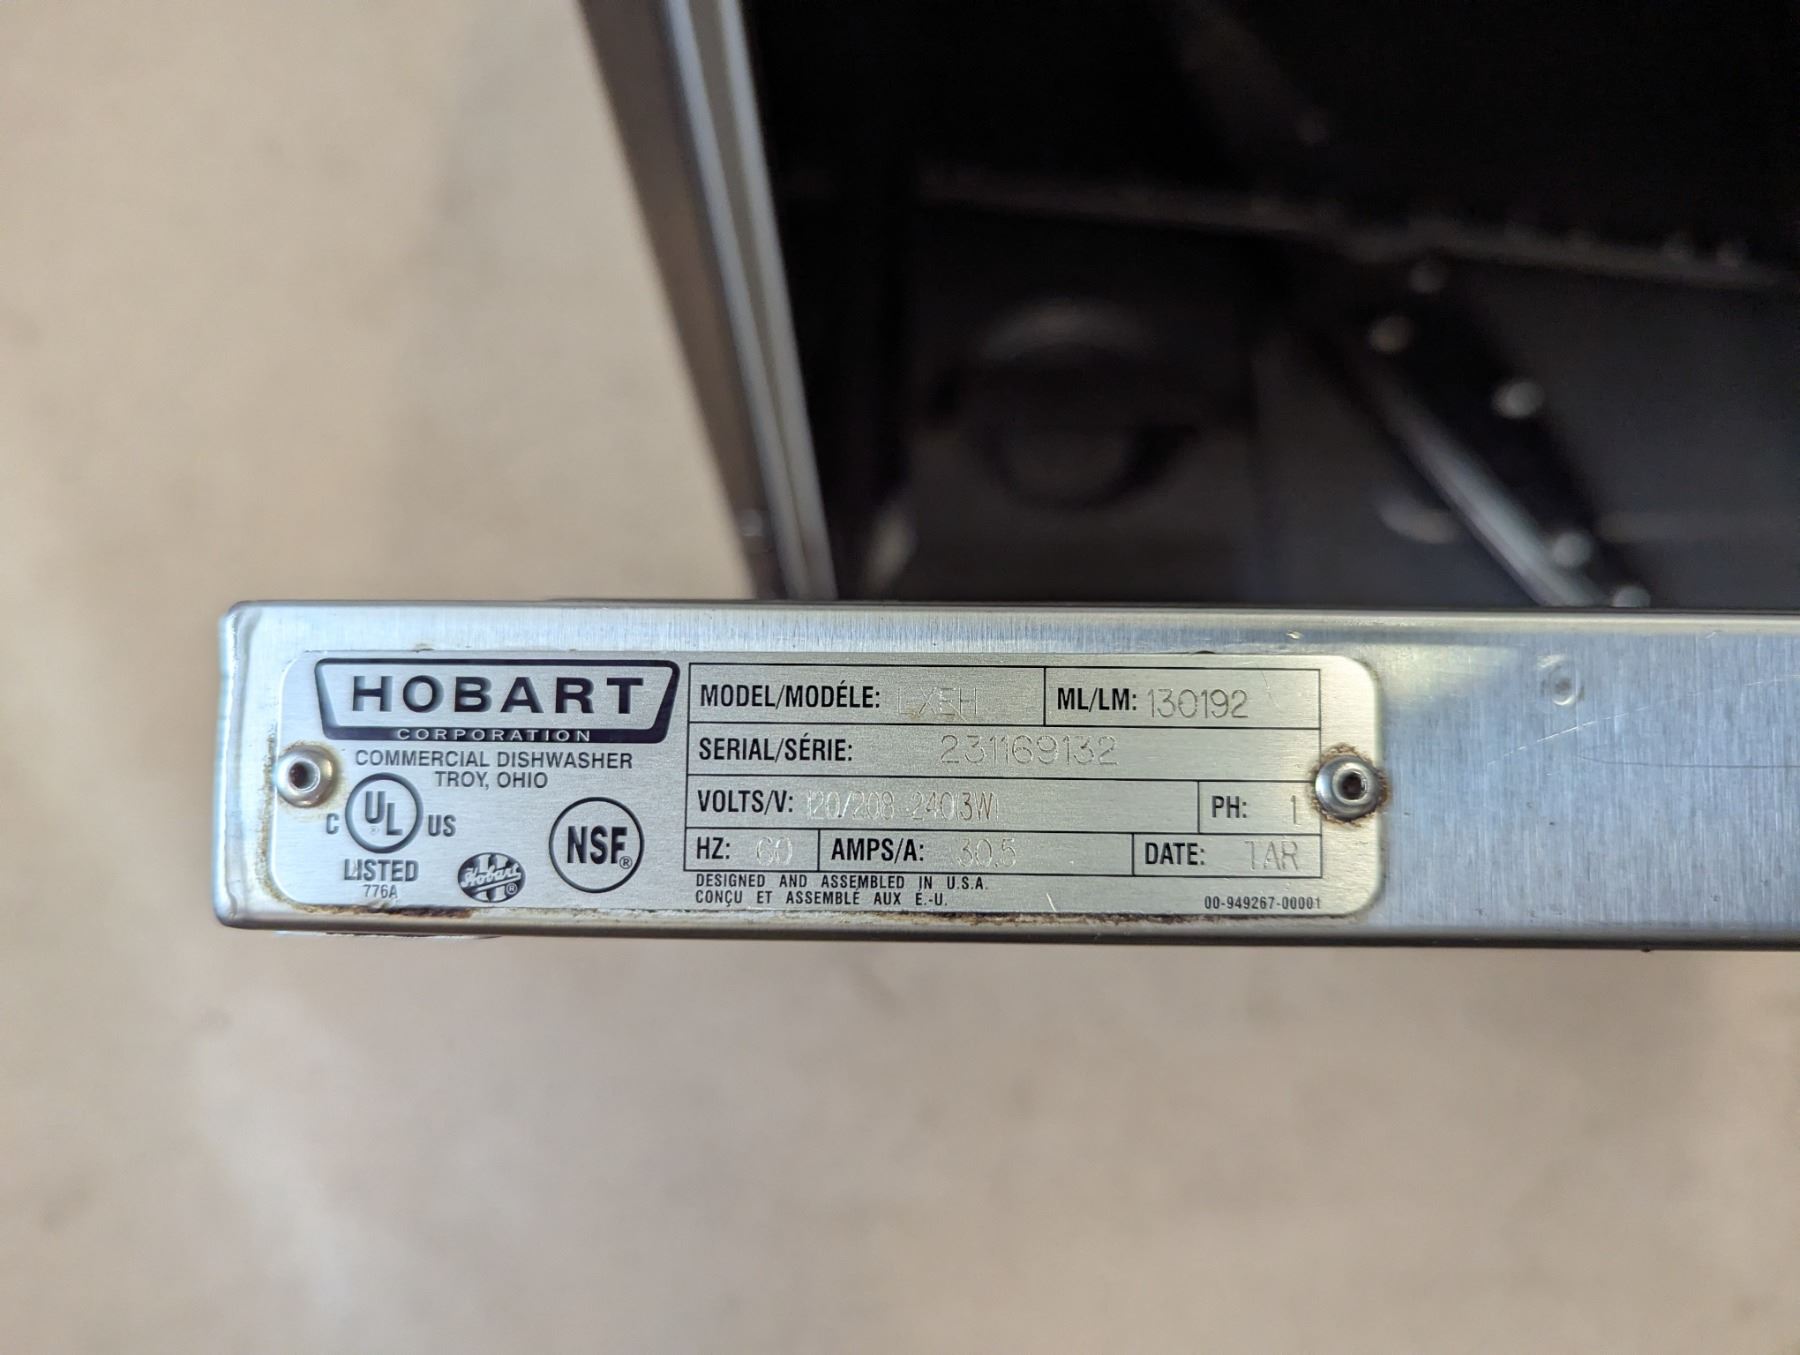 HOBART
CORPORATION
COMMERCIAL DISHWASHER
TROY, OHIO
C UL® US
LISTED
776A
Hobart®
NSF®
MODEL/MODÉLE: LXEH
ML/LM: 130192
SERIAL/SÉRIE: 231169132
VOLTS/V: 120/208-240(3W)
PH: 1
HZ: 60
AMPS/A: 30.5
DATE: TAR
DESIGNED AND ASSEMBLED IN U.S.A.
CONÇU ET ASSEMBLÉ AUX É.-U.
00-949267-00001